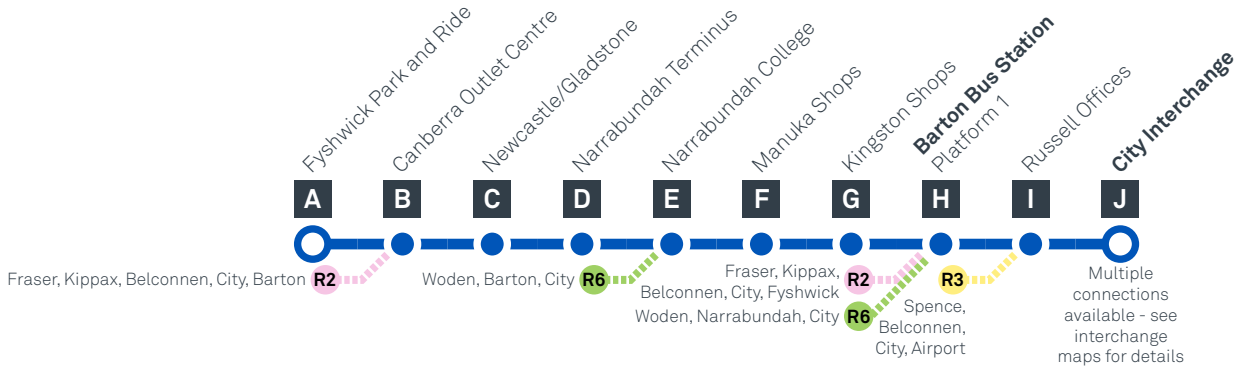 Fyshwick Park and Ride
Canberra Outlet Centre
Newcastle/Gladstone
Narrabundah Terminus
Narrabundah College
Manuka Shops
Kingston Shops
Barton Bus Station
Platform 1
Russell Offices
City Interchange
A
B
C
D
E
F
G
H
I
J
Fraser, Kippax, Belconnen, City, Barton
R2
Woden, Barton, City
R6
Fraser, Kippax,
Belconnen, City, Fyshwick
R2
Woden, Narrabundah, City
R6
R3
Spence,
Belconnen,
City, Airport
Multiple
connections
available - see
interchange
maps for details